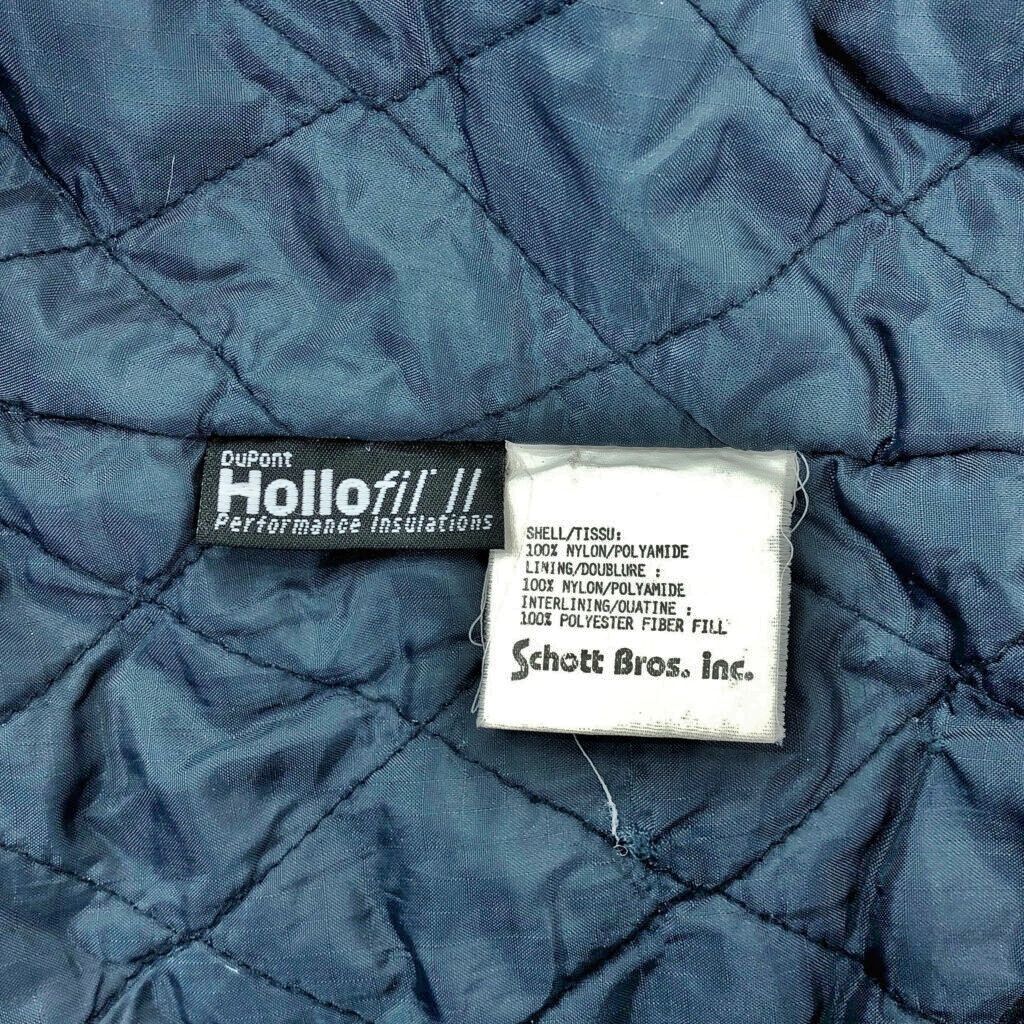 DuPont
Hollofil II
Performance Insulations
SHELL/TISSU:
100% NYLON/POLYAMIDE
LINING/DOUBLURE :
100% NYLON/POLYAMIDE
INTERLINING/OUATINE :
100% POLYESTER FIBER FILL
Schott Bros. inc.